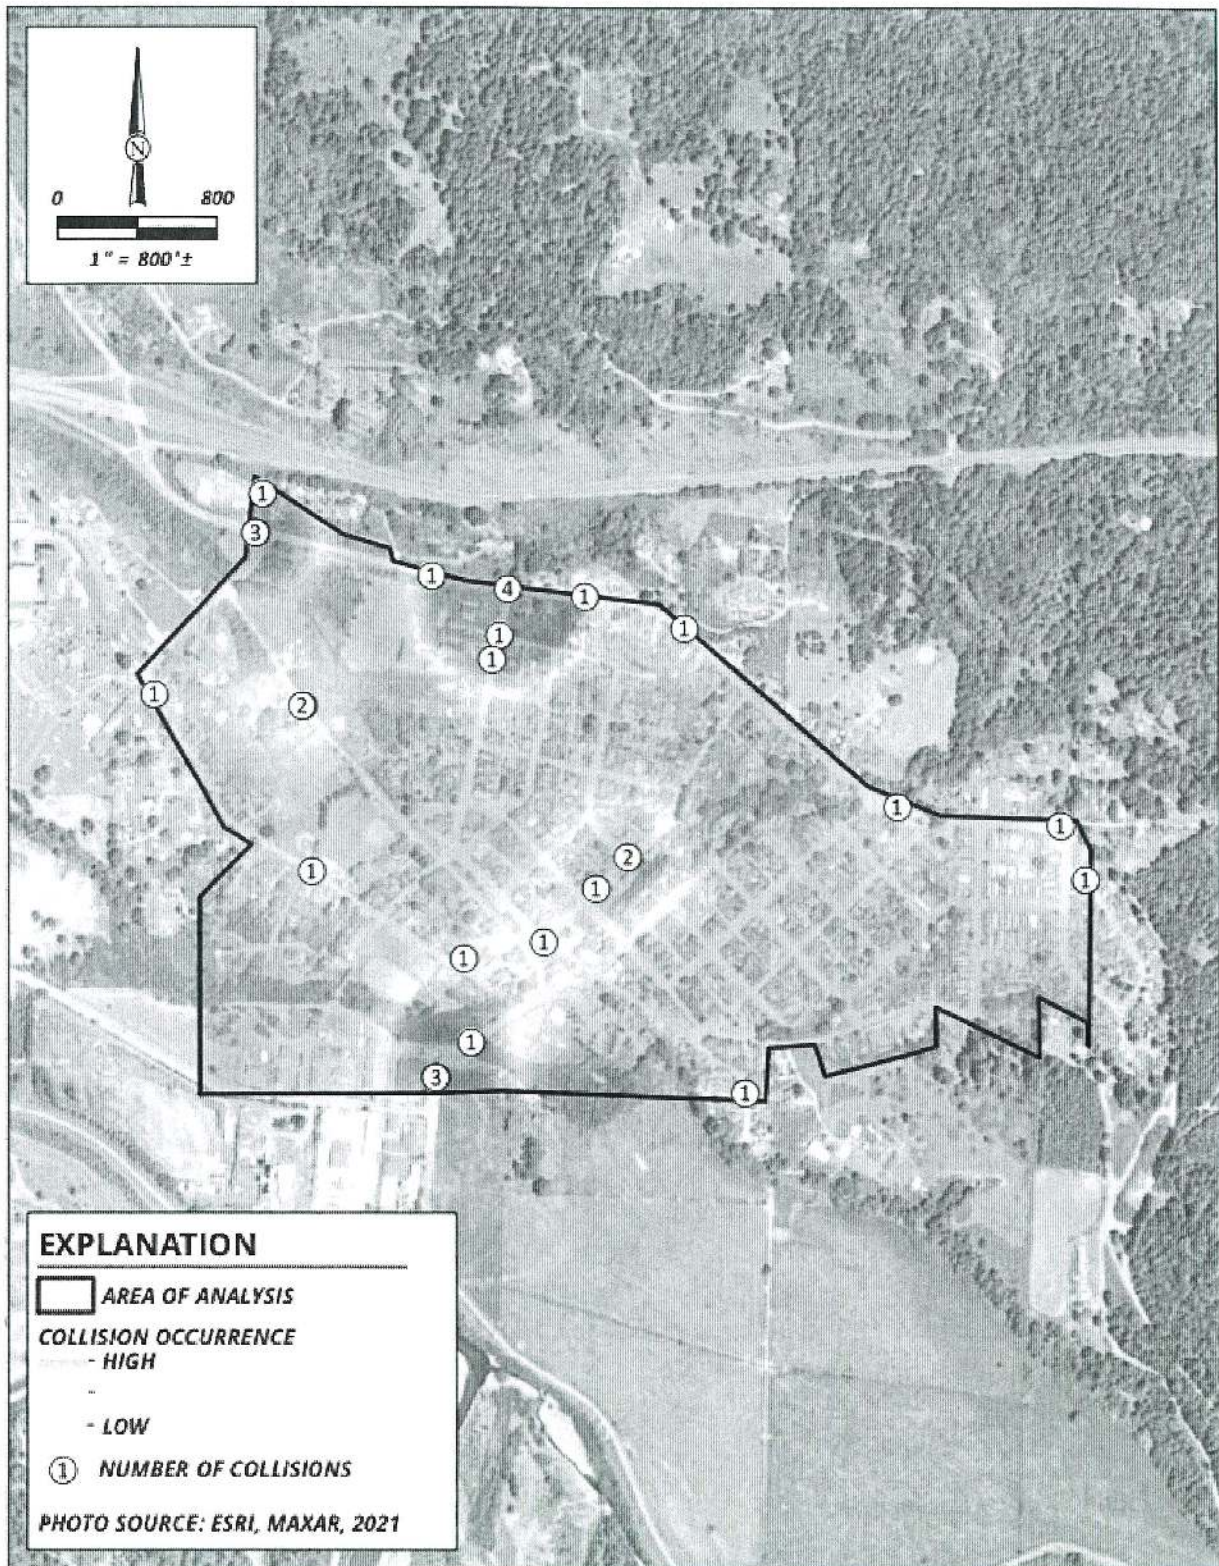 N
0 800
1" = 800'±
1
3
1
4
1
1
1
1
1
2
1
1
2
1
1
1
1
1
1
3
1
EXPLANATION
AREA OF ANALYSIS
COLLISION OCCURRENCE
- HIGH
- LOW
1 NUMBER OF COLLISIONS
PHOTO SOURCE: ESRI, MAXAR, 2021